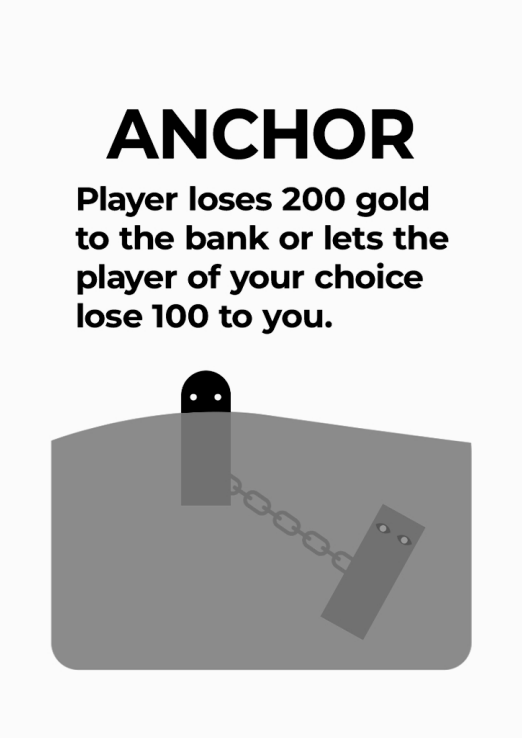 ANCHOR
Player loses 200 gold
to the bank or lets the
player of your choice
lose 100 to you.